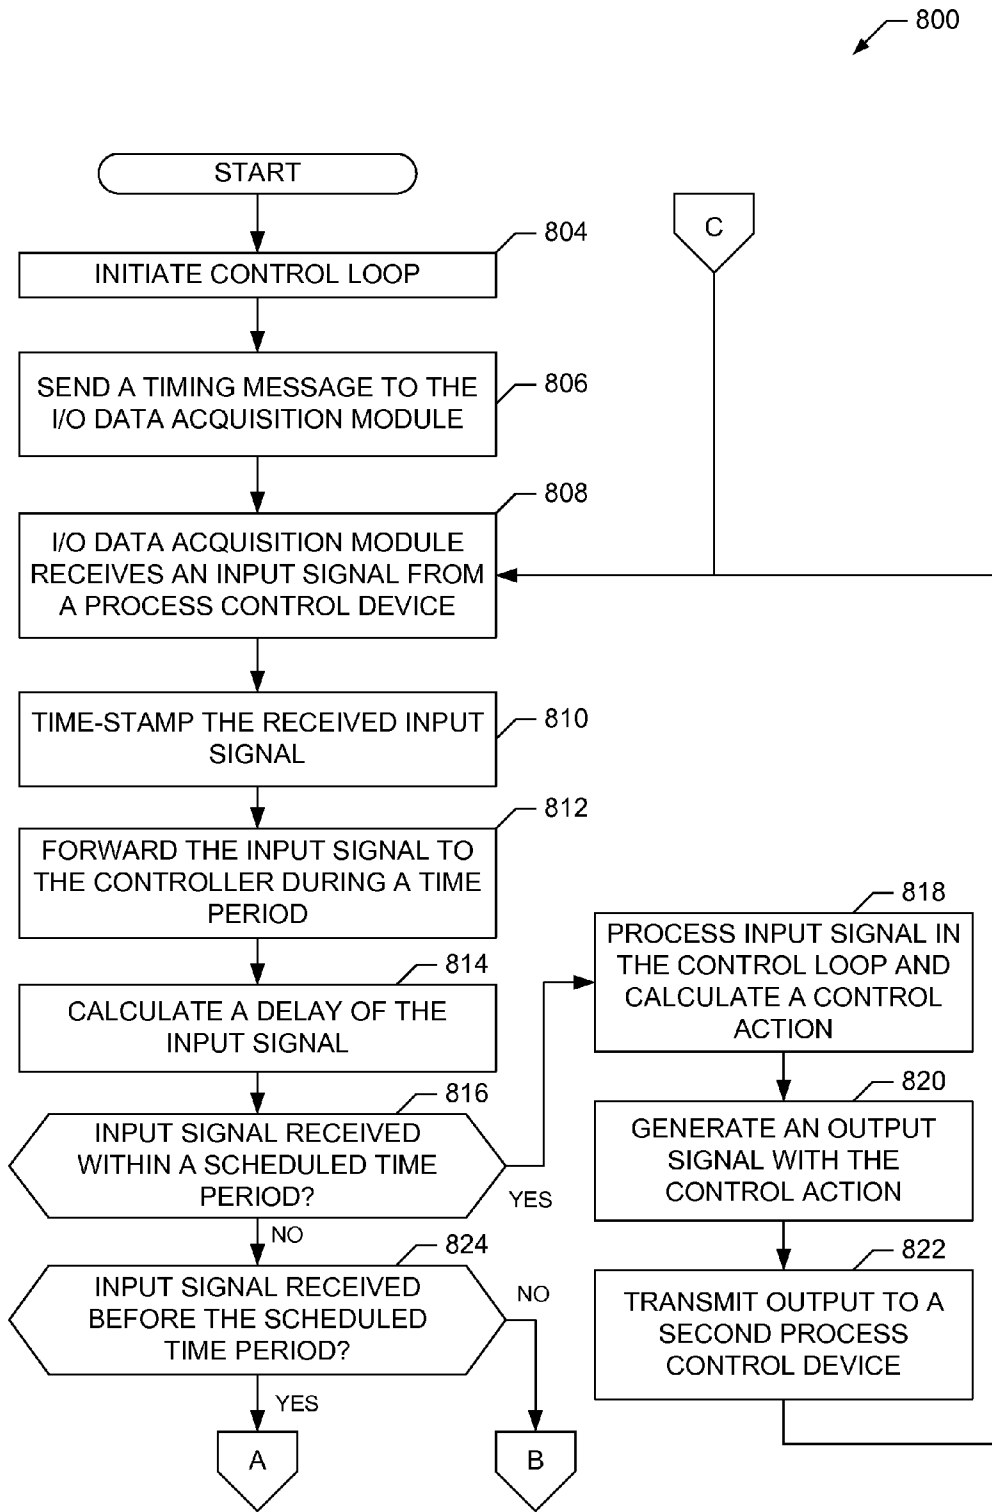 800
START
C
804
INITIATE CONTROL LOOP
806
SEND A TIMING MESSAGE TO THE
I/O DATA ACQUISITION MODULE
808
I/O DATA ACQUISITION MODULE
RECEIVES AN INPUT SIGNAL FROM
A PROCESS CONTROL DEVICE
810
TIME-STAMP THE RECEIVED INPUT
SIGNAL
812
FORWARD THE INPUT SIGNAL TO
THE CONTROLLER DURING A TIME
PERIOD
814
CALCULATE A DELAY OF THE
INPUT SIGNAL
816
INPUT SIGNAL RECEIVED
WITHIN A SCHEDULED TIME
PERIOD?
YES
NO
818
PROCESS INPUT SIGNAL IN
THE CONTROL LOOP AND
CALCULATE A CONTROL
ACTION
820
GENERATE AN OUTPUT
SIGNAL WITH THE
CONTROL ACTION
822
TRANSMIT OUTPUT TO A
SECOND PROCESS
CONTROL DEVICE
824
INPUT SIGNAL RECEIVED
BEFORE THE SCHEDULED
TIME PERIOD?
NO
YES
A
B